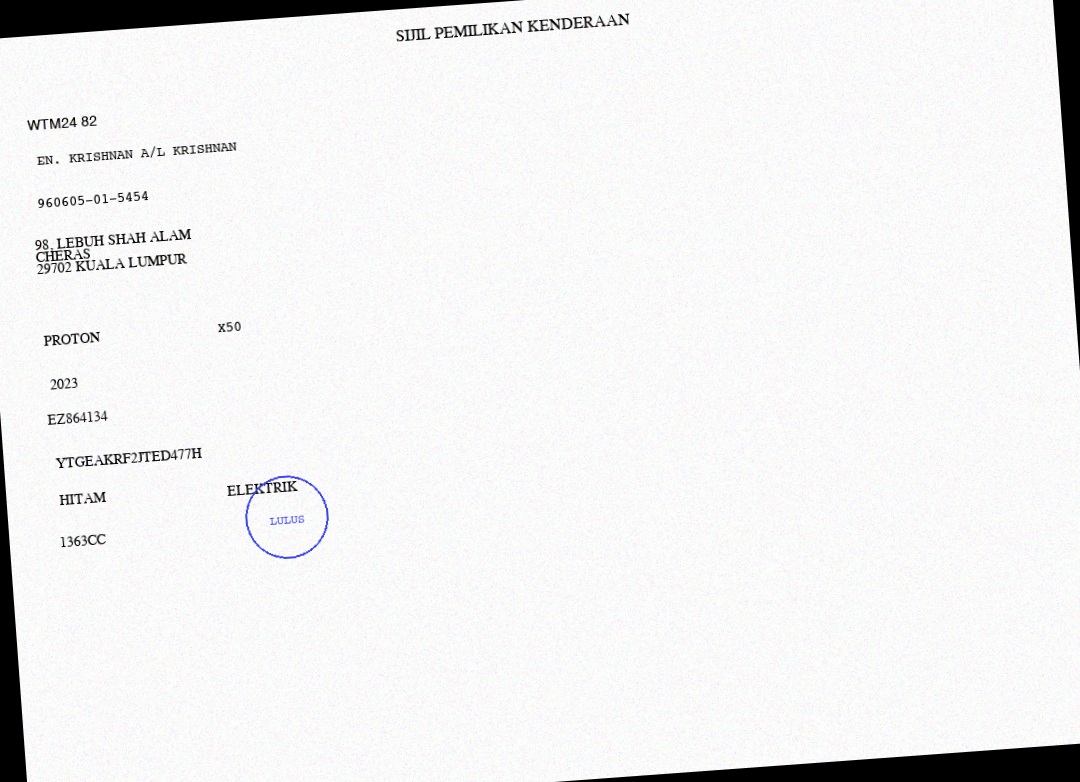 SIJIL PEMILIKAN KENDERAAN
WTM24 82
EN. KRISHNAN A/L KRISHNAN
960605-01-5454
98, LEBUH SHAH ALAM
CHERAS
29702 KUALA LUMPUR
PROTON X50
2023
EZ864134
YTGEAKRF2JTED477H
HITAM ELEKTRIK
LULUS
1363CC